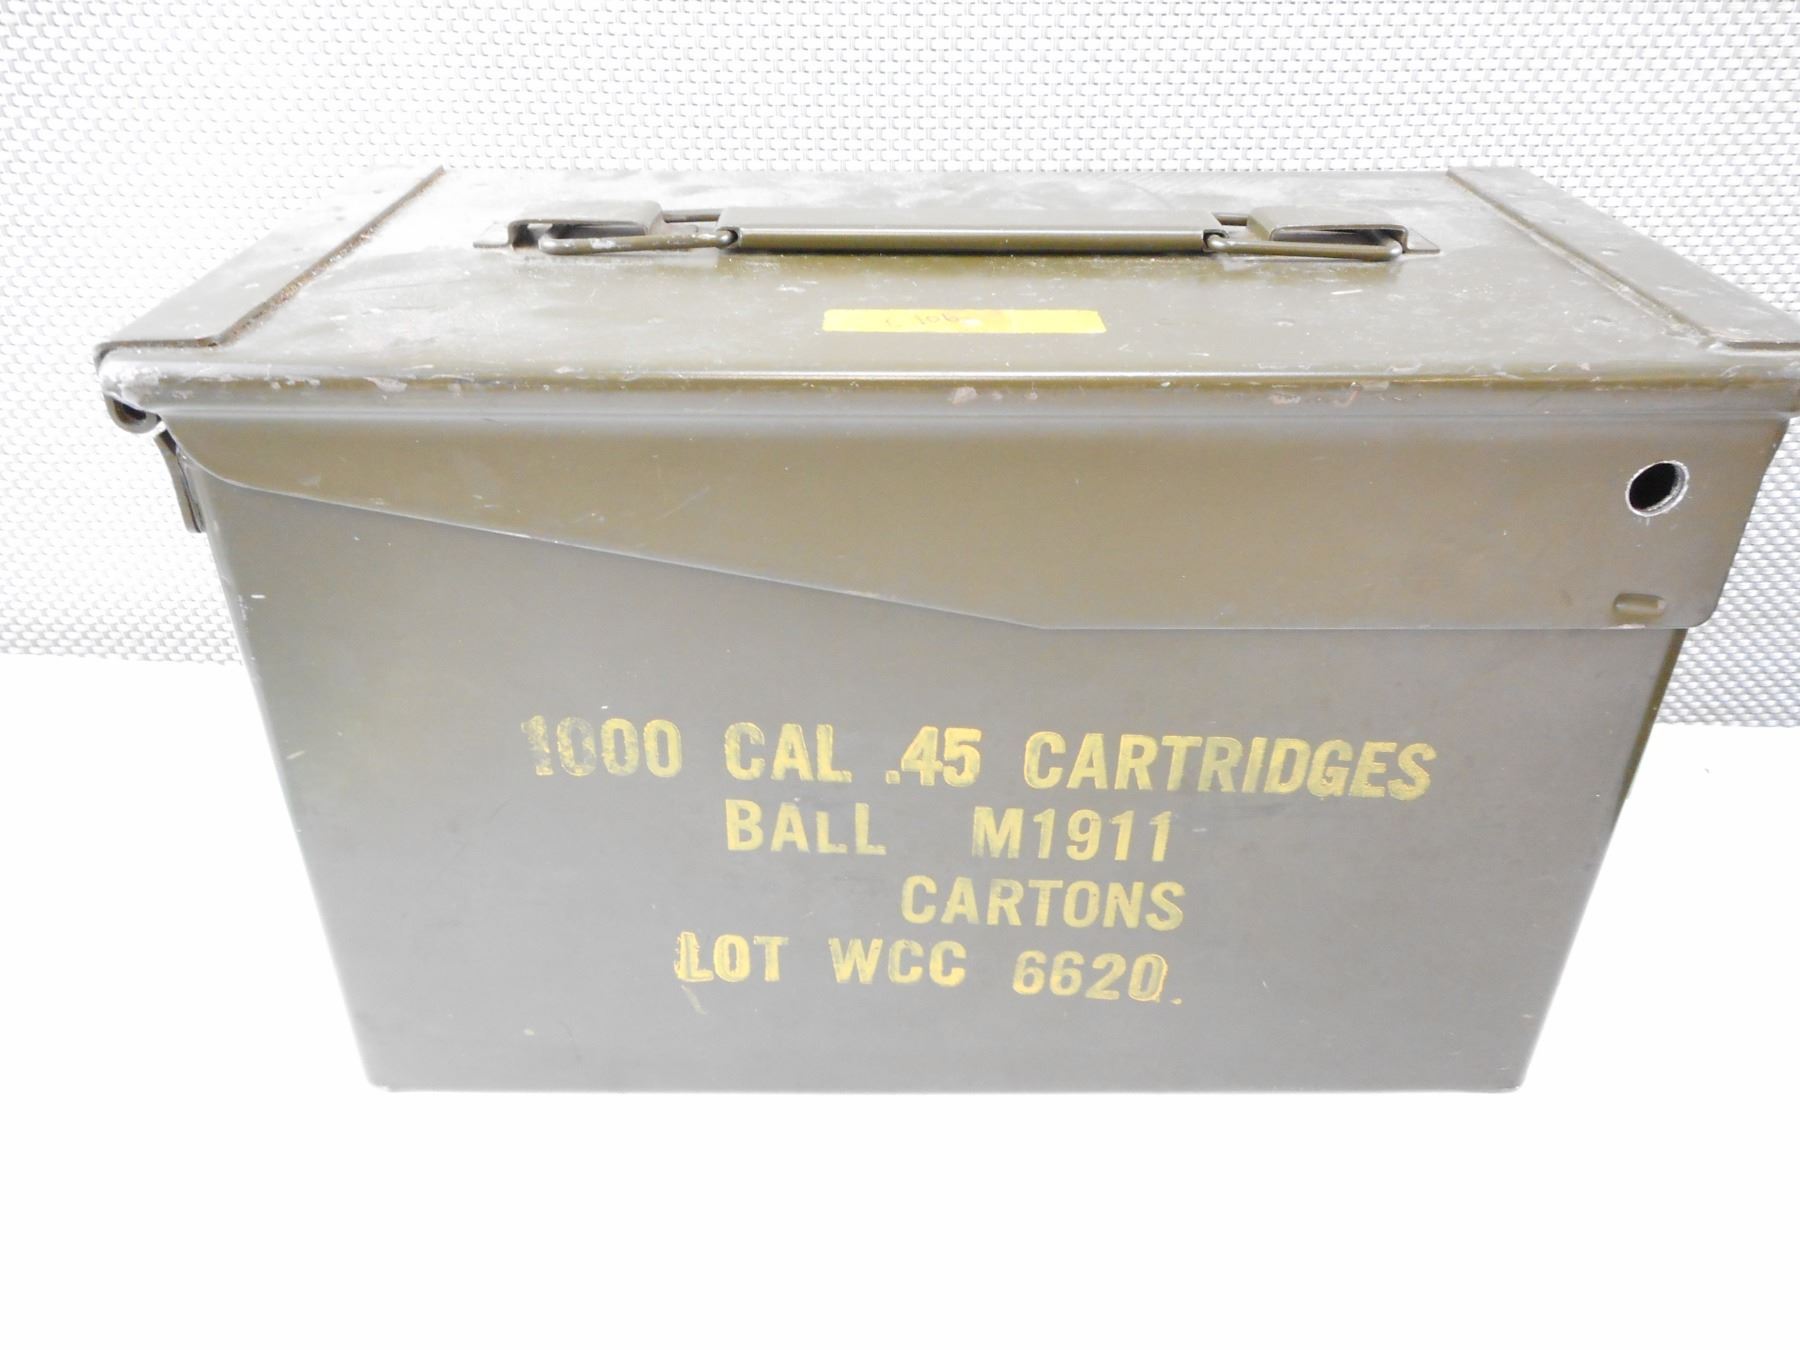 1000 CAL .45 CARTRIDGES
BALL M1911
CARTONS
LOT WCC 6620.